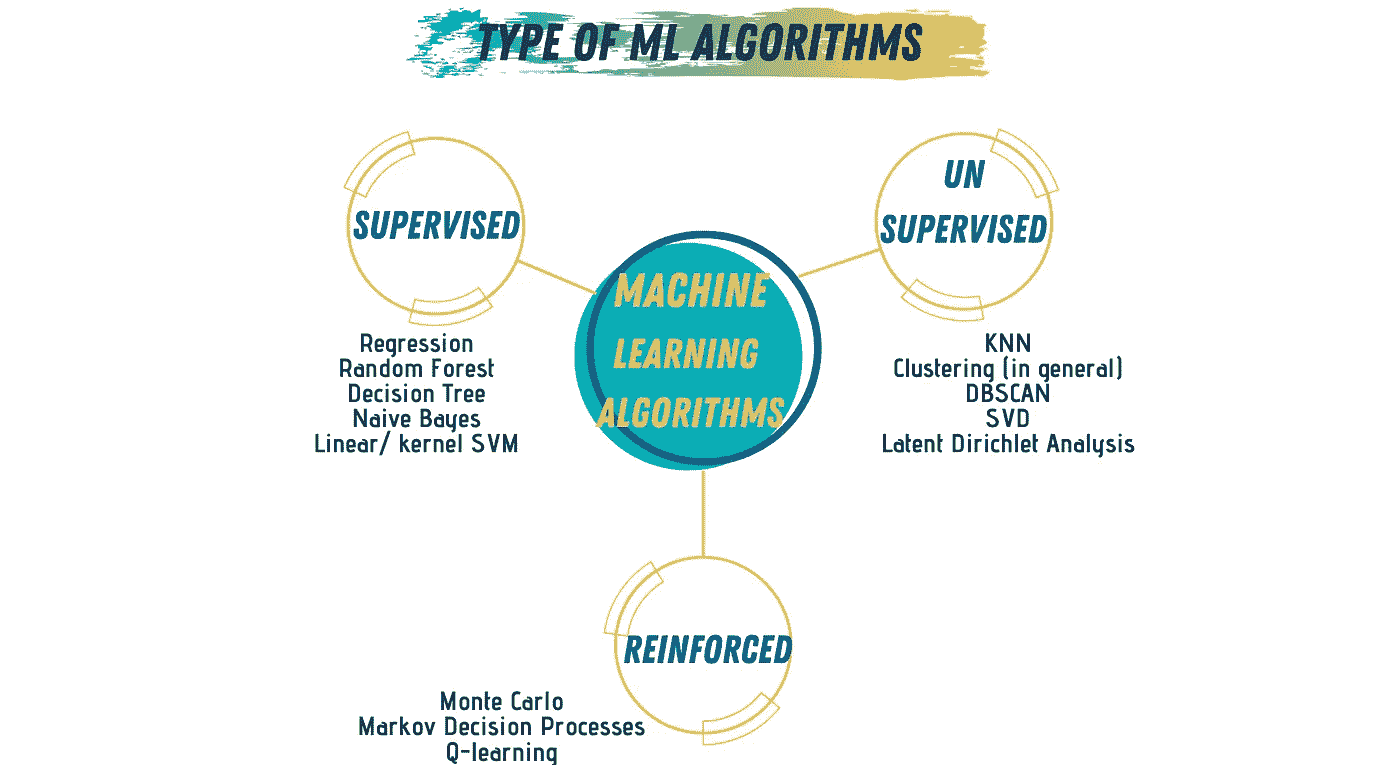 TYPE OF ML ALGORITHMS
SUPERVISED
Regression
Random Forest
Decision Tree
Naive Bayes
Linear/ kernel SVM
MACHINE
LEARNING
ALGORITHMS
UN
SUPERVISED
KNN
Clustering (in general)
DBSCAN
SVD
Latent Dirichlet Analysis
REINFORCED
Monte Carlo
Markov Decision Processes
Q-learning